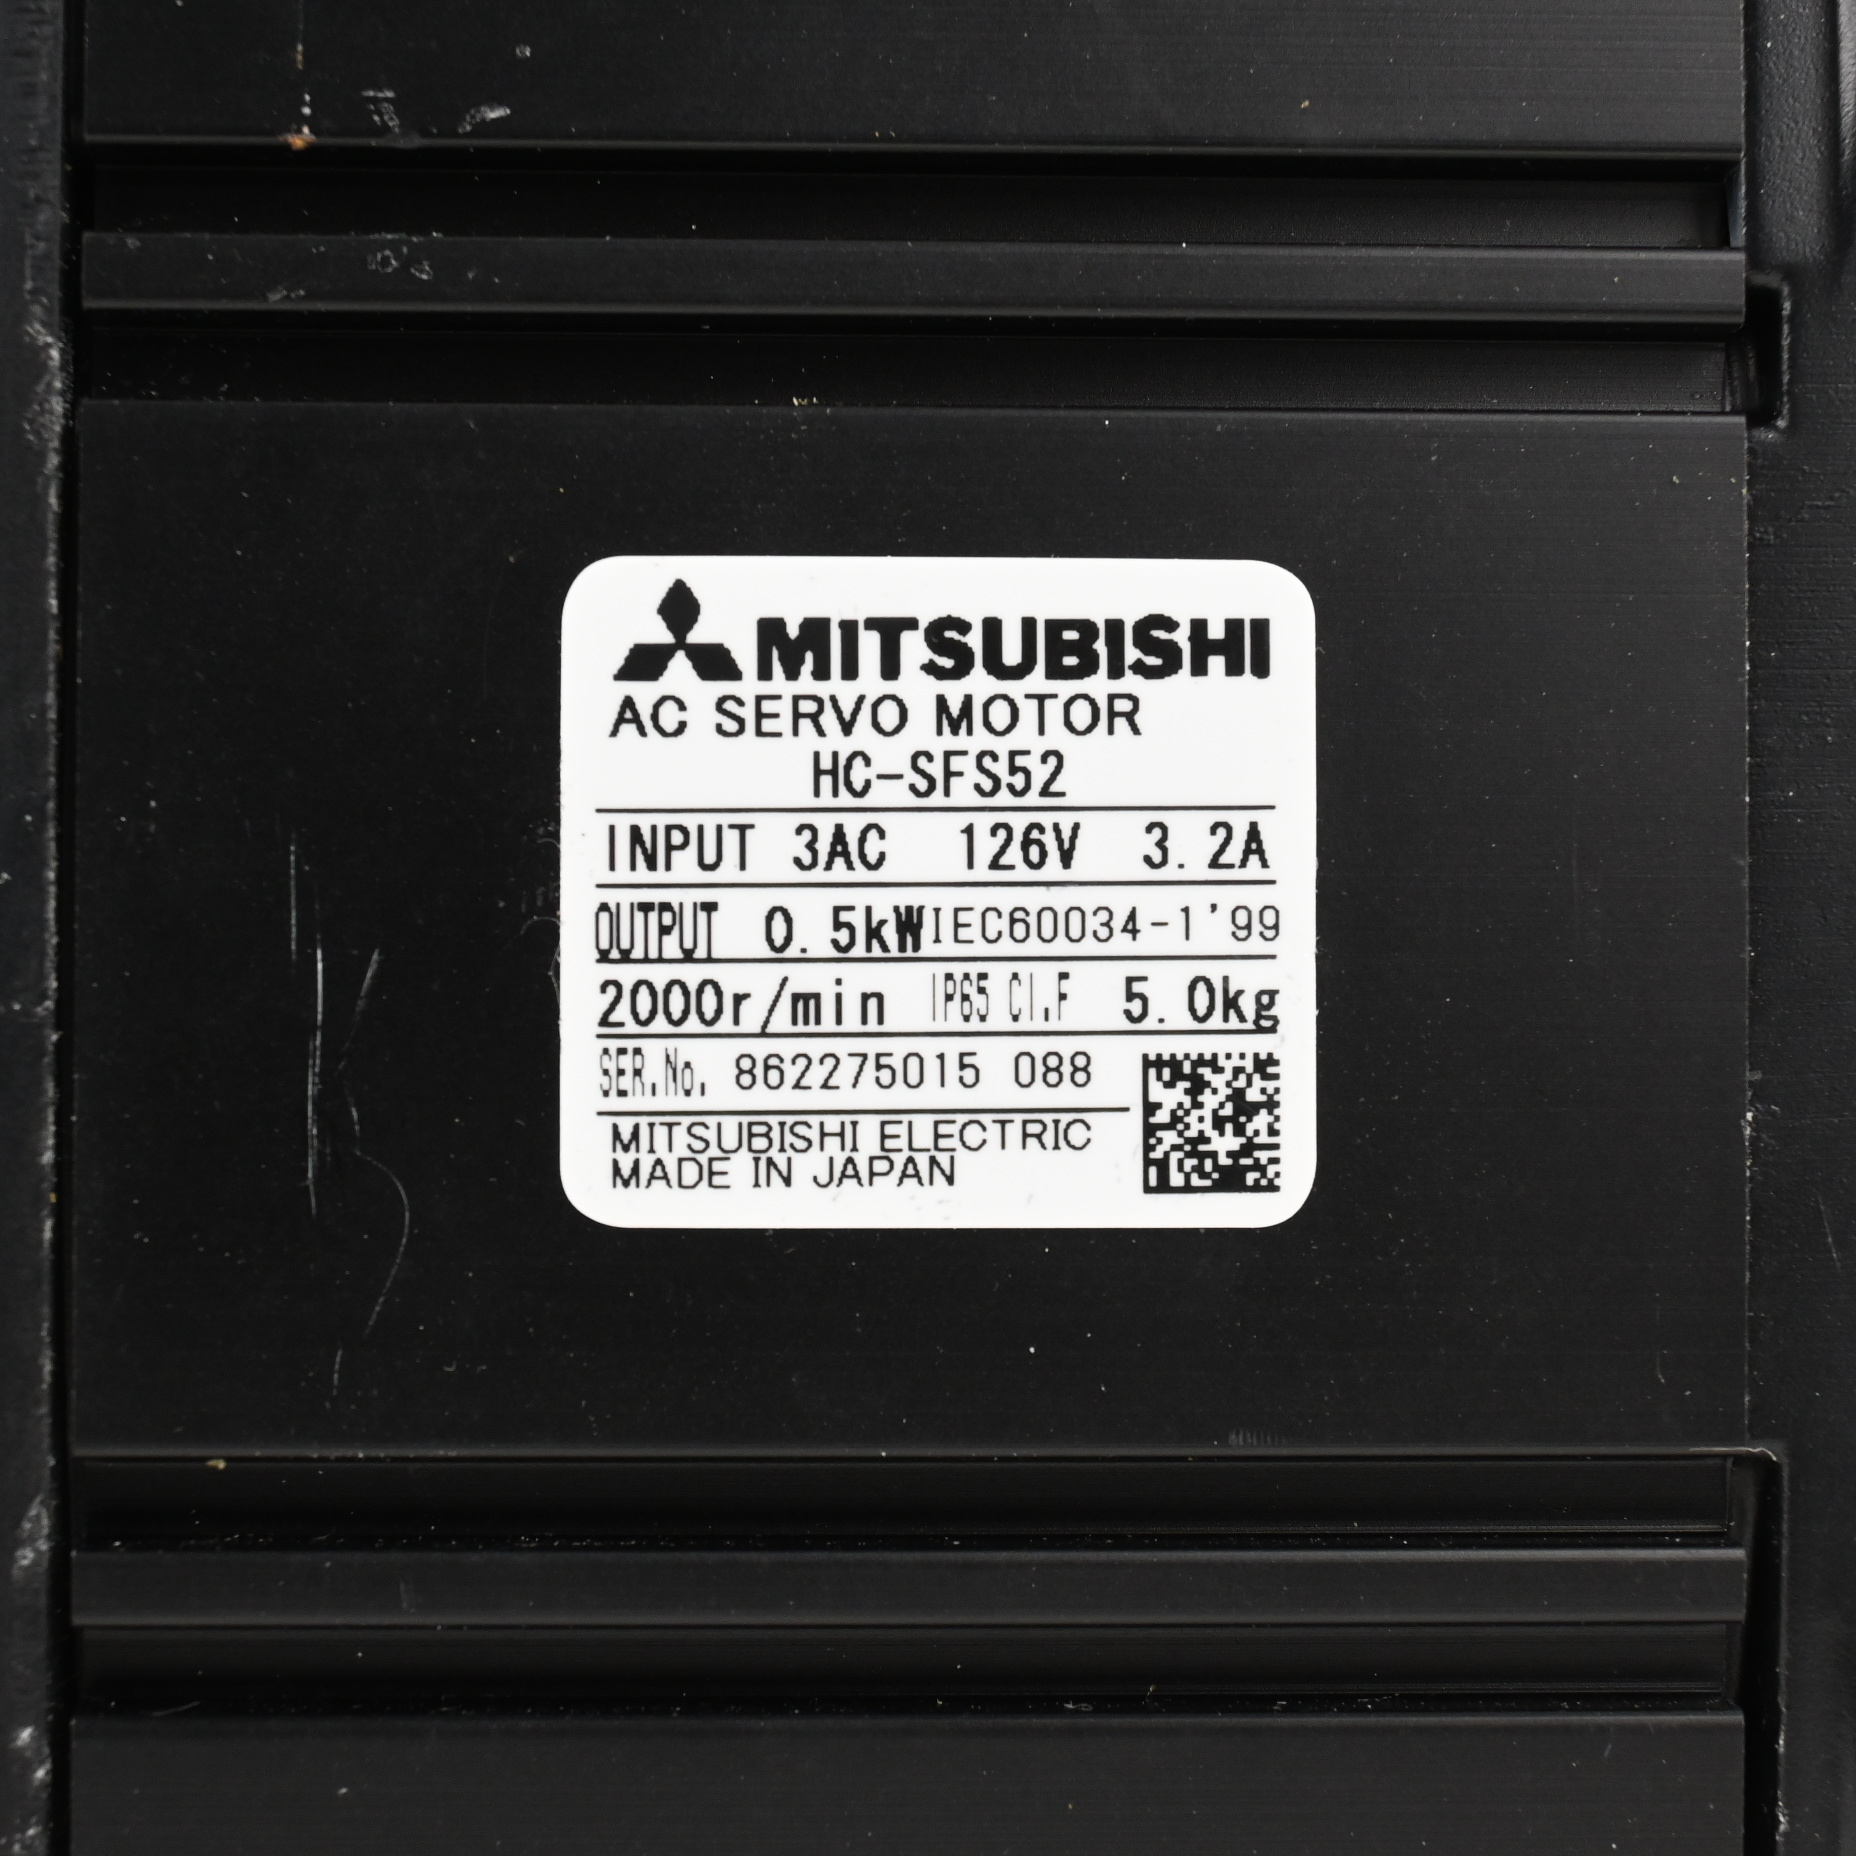 MITSUBISHI
AC SERVO MOTOR
HC-SFS52
INPUT 3AC 126V 3.2A
OUTPUT 0.5kW IEC60034-1'99
2000r/min IP65 CI.F 5.0kg
SER.No. 862275015 088
MITSUBISHI ELECTRIC
MADE IN JAPAN